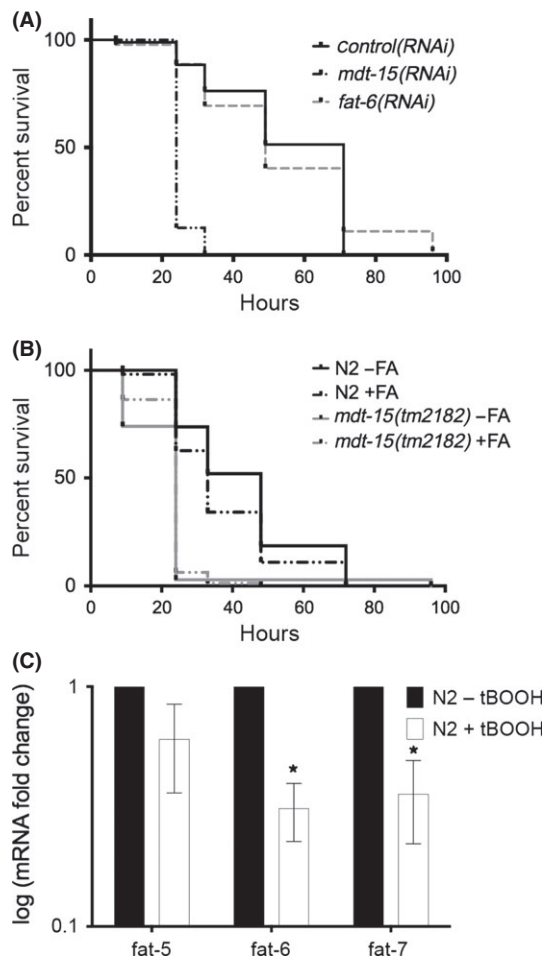 (A)
Percent survival
100
50
0
0 20 40 60 80 100
Hours
control(RNAi)
mdt-15(RNAi)
fat-6(RNAi)
(B)
Percent survival
100
50
0
0 20 40 60 80 100
Hours
N2 –FA
N2 +FA
mdt-15(tm2182) –FA
mdt-15(tm2182) +FA
(C)
log (mRNA fold change)
1
0.1
N2 – tBOOH
N2 + tBOOH
*
*
fat-5 fat-6 fat-7